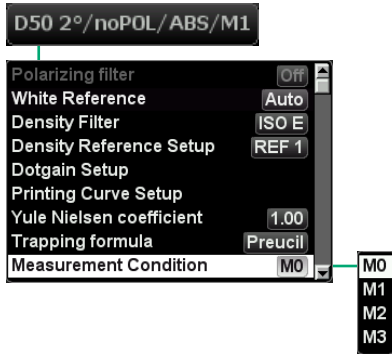 D50 2°/noPOL/ABS/M1
Polarizing filter Off
White Reference Auto
Density Filter ISO E
Density Reference Setup REF 1
Dotgain Setup
Printing Curve Setup
Yule Nielsen coefficient 1.00
Trapping formula Preucil
Measurement Condition M0
M0
M1
M2
M3